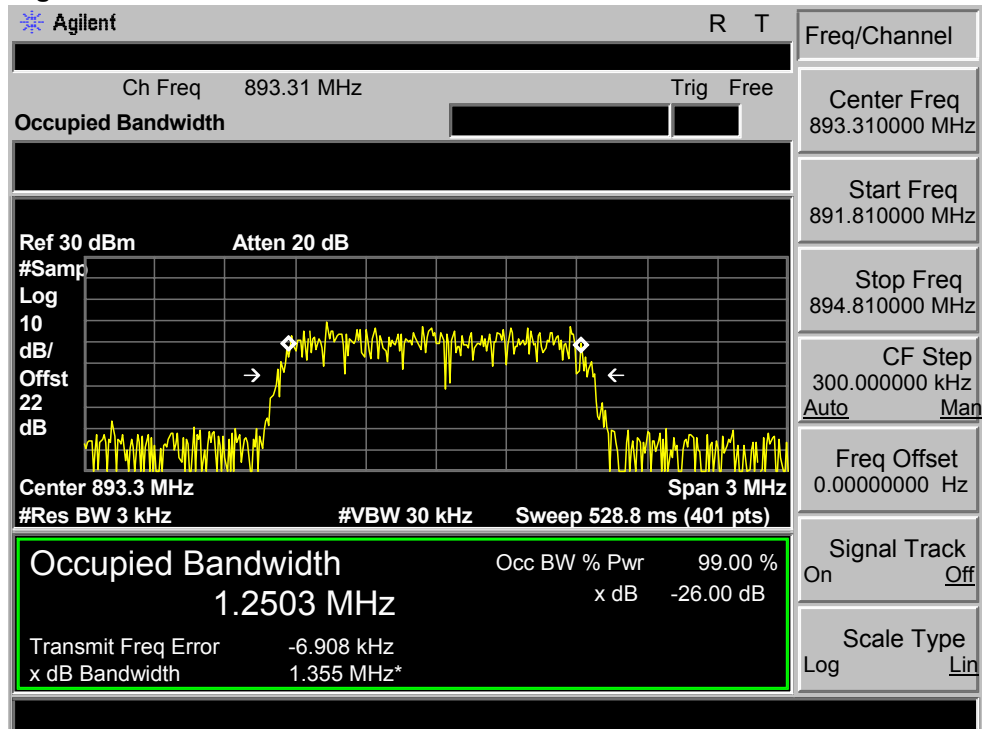 Agilent R T
Ch Freq 893.31 MHz Trig Free
Occupied Bandwidth
Ref 30 dBm Atten 20 dB
#Samp
Log
10
dB/
Offst
22
dB
Center 893.3 MHz Span 3 MHz
#Res BW 3 kHz #VBW 30 kHz Sweep 528.8 ms (401 pts)
Occupied Bandwidth Occ BW % Pwr 99.00 %
1.2503 MHz x dB -26.00 dB
Transmit Freq Error -6.908 kHz
x dB Bandwidth 1.355 MHz*
Freq/Channel
Center Freq
893.310000 MHz
Start Freq
891.810000 MHz
Stop Freq
894.810000 MHz
CF Step
300.000000 kHz
Auto Man
Freq Offset
0.00000000 Hz
Signal Track
On Off
Scale Type
Log Lin